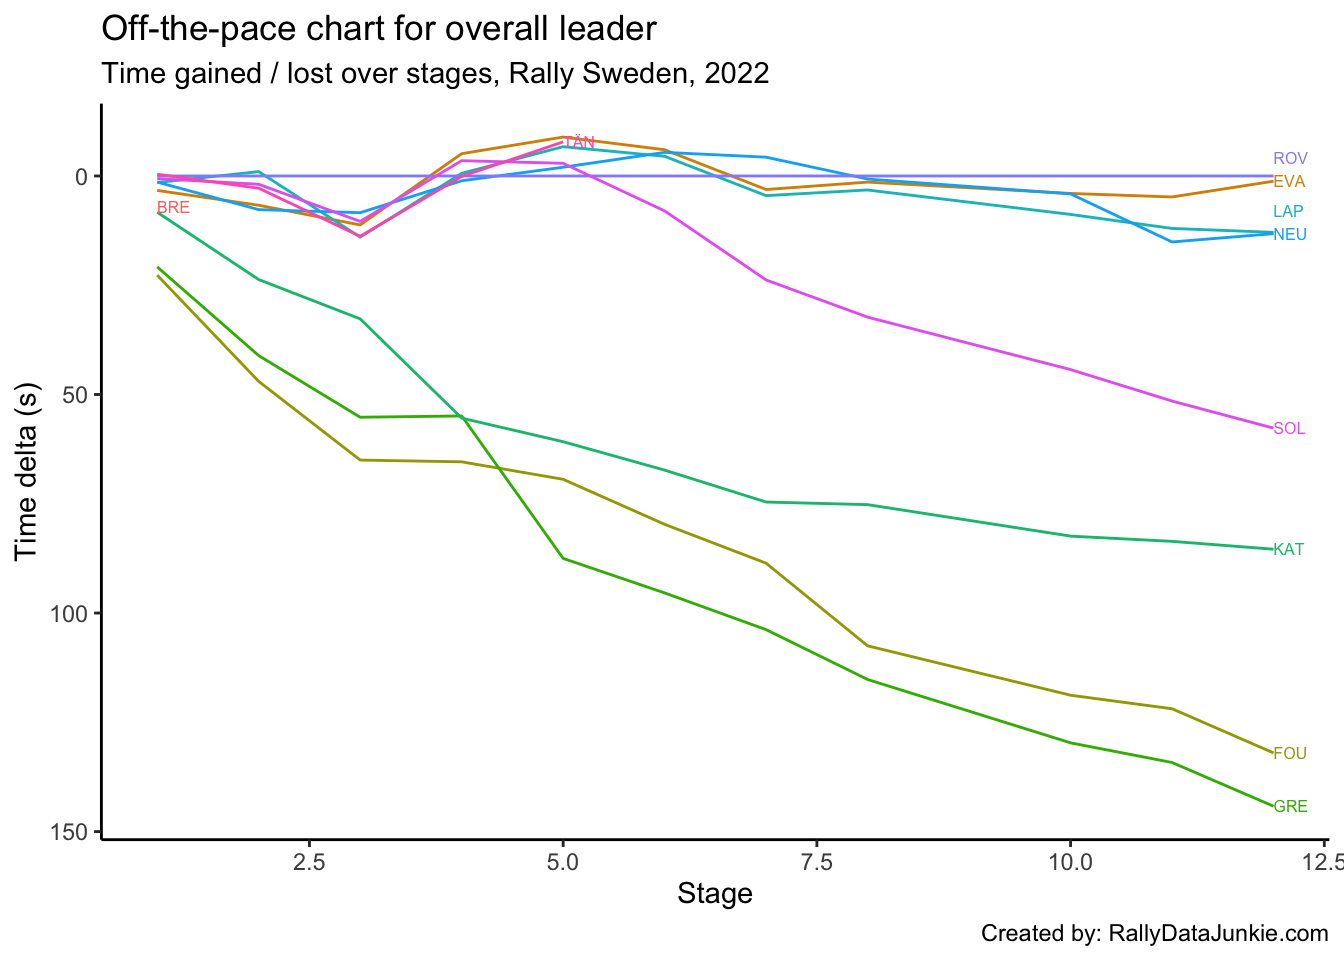 Off-the-pace chart for overall leader
Time gained / lost over stages, Rally Sweden, 2022
TÄN
ROV
0
EVA
BRE
LAP
NEU
50
SOL
Time delta (s)
KAT
100
FOU
GRE
150
2.5 5.0 7.5 10.0 12.5
Stage
Created by: RallyDataJunkie.com